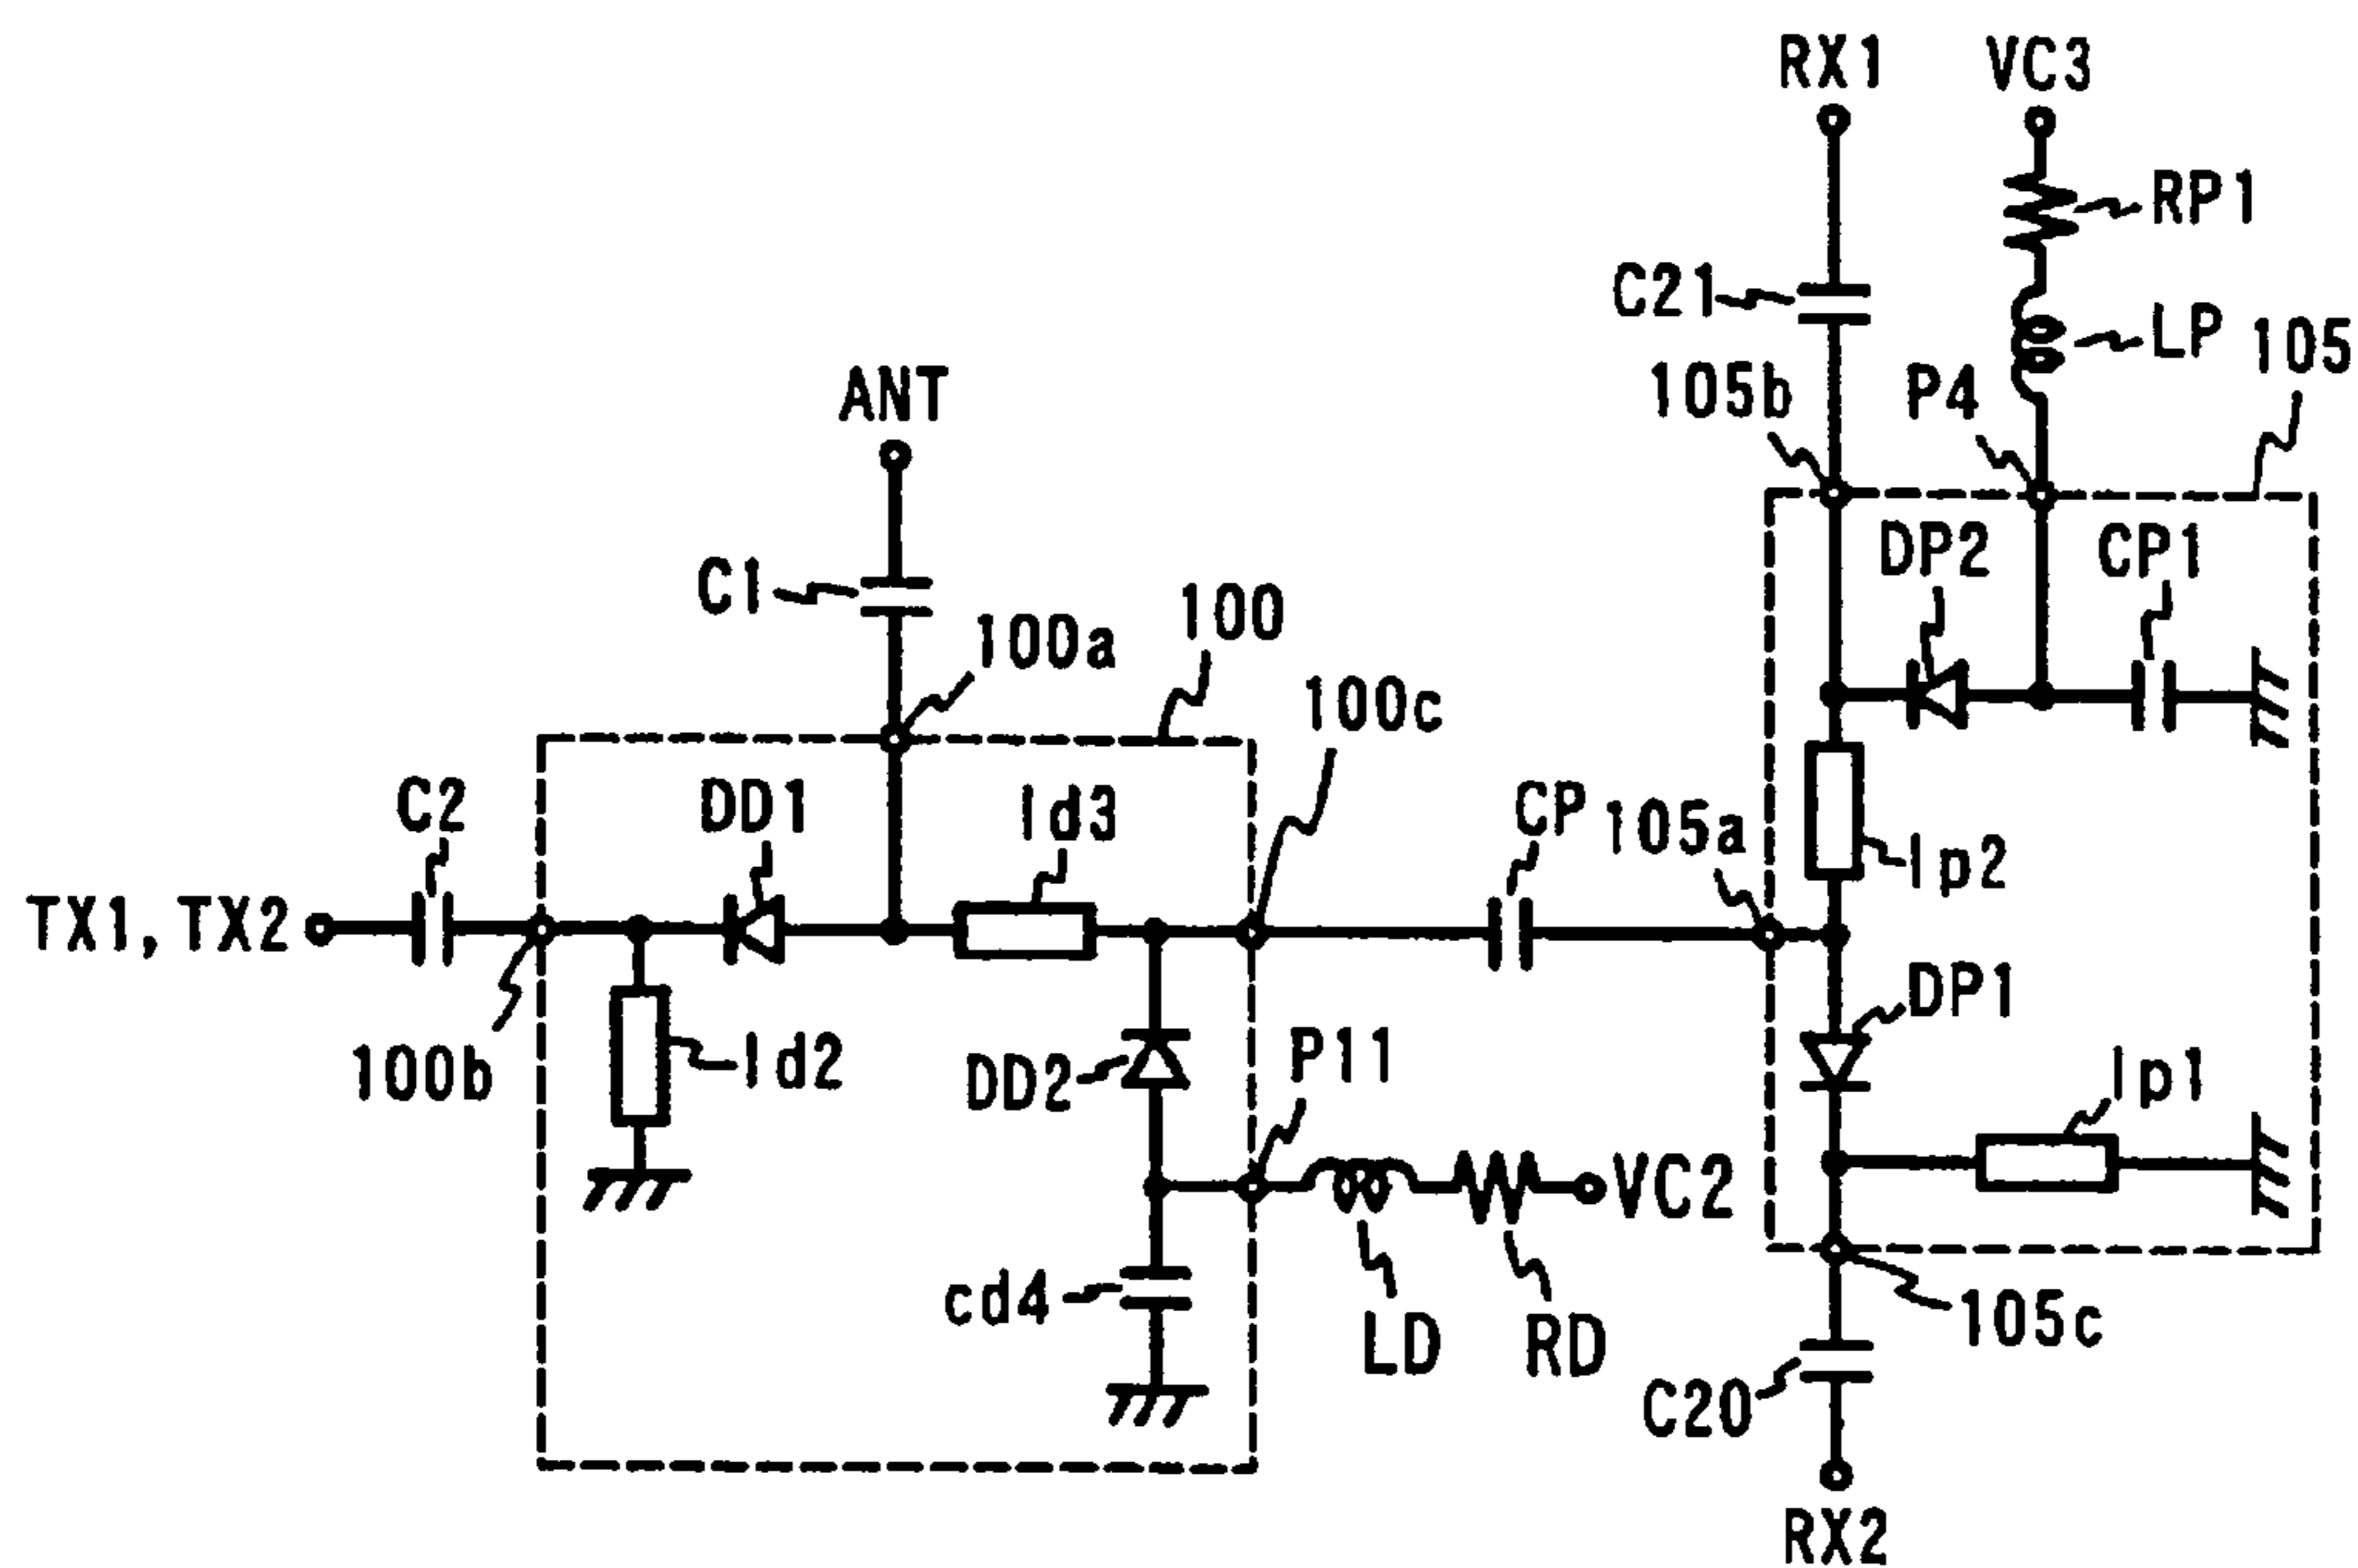 RX1
VC3
RP1
C21
LP
105
105b
P4
ANT
DP2
CP1
C1
100
100a
100c
C2
DD1
ld3
CP
105a
lp2
TX1, TX2
DP1
100b
ld2
DD2
P11
lp1
VC2
cd4
LD
RD
105c
C20
RX2